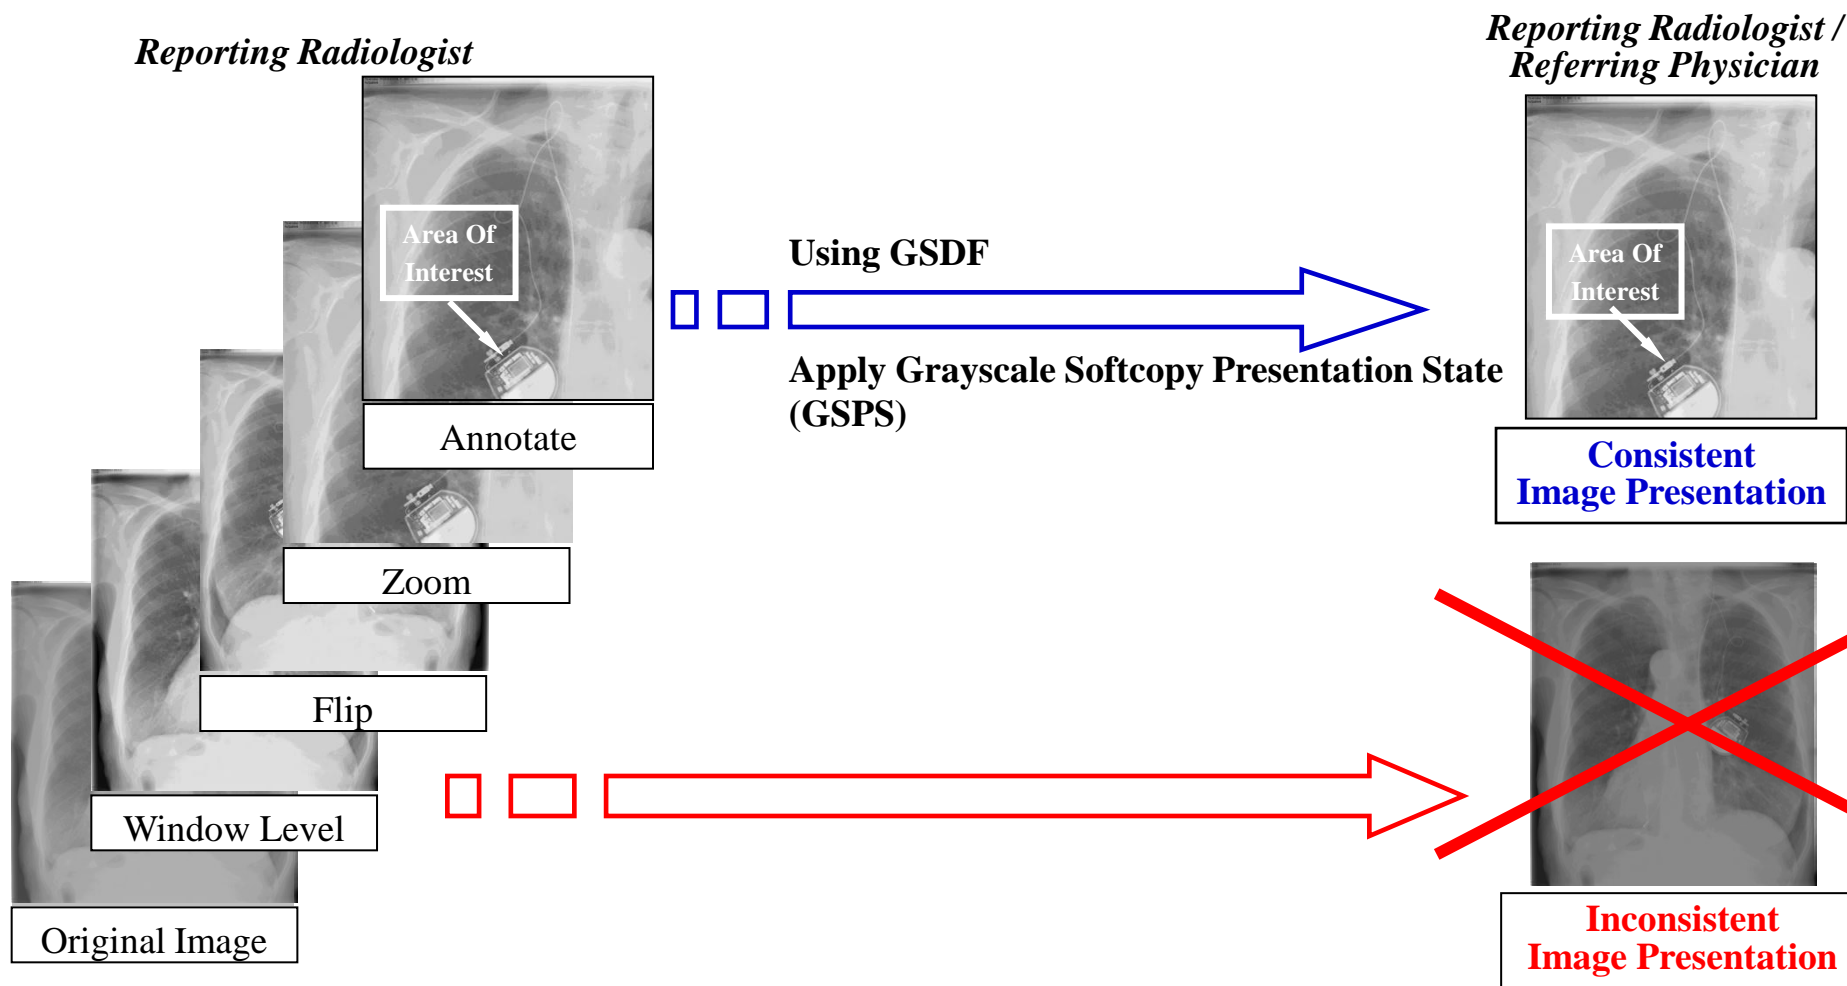 Reporting Radiologist
Reporting Radiologist /
Referring Physician
Area Of
Interest
Annotate
Using GSDF
Apply Grayscale Softcopy Presentation State
(GSPS)
Area Of
Interest
Consistent
Image Presentation
Zoom
Flip
Window Level
Original Image
Inconsistent
Image Presentation